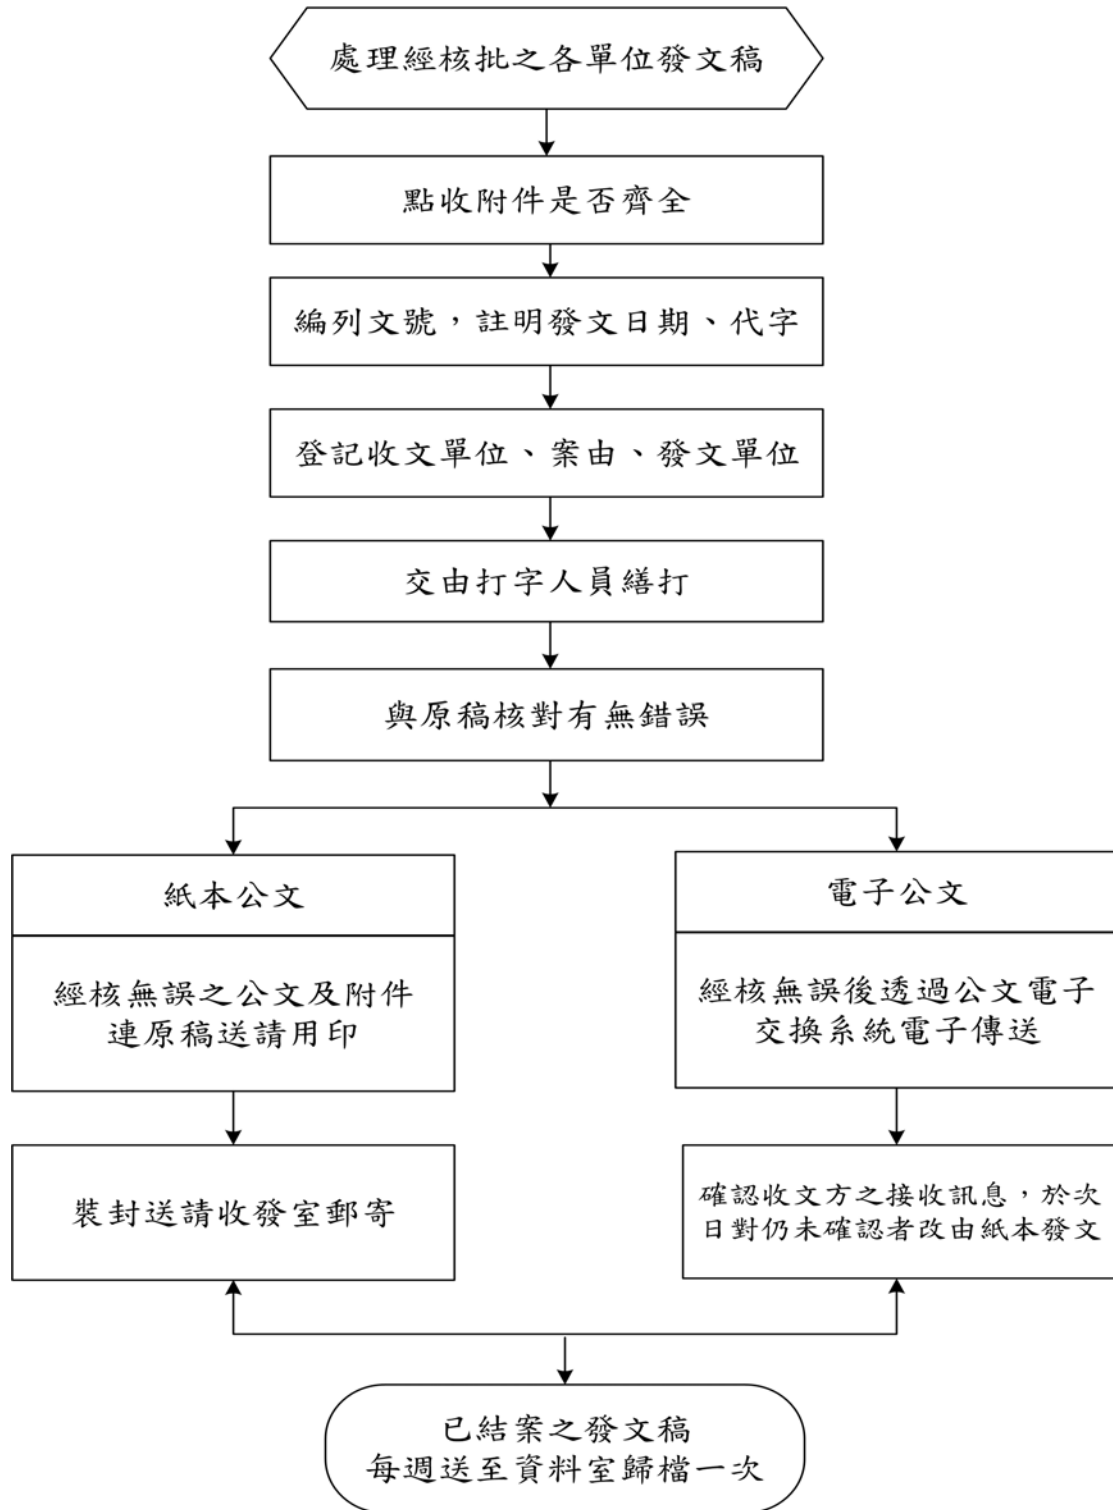 處理經核批之各單位發文稿
點收附件是否齊全
編列文號，註明發文日期、代字
登記收文單位、案由、發文單位
交由打字人員繕打
與原稿核對有無錯誤
紙本公文
經核無誤之公文及附件
連原稿送請用印
裝封送請收發室郵寄
電子公文
經核無誤後透過公文電子
交換系統電子傳送
確認收文方之接收訊息，於次
日對仍未確認者改由紙本發文
已結案之發文稿
每週送至資料室歸檔一次